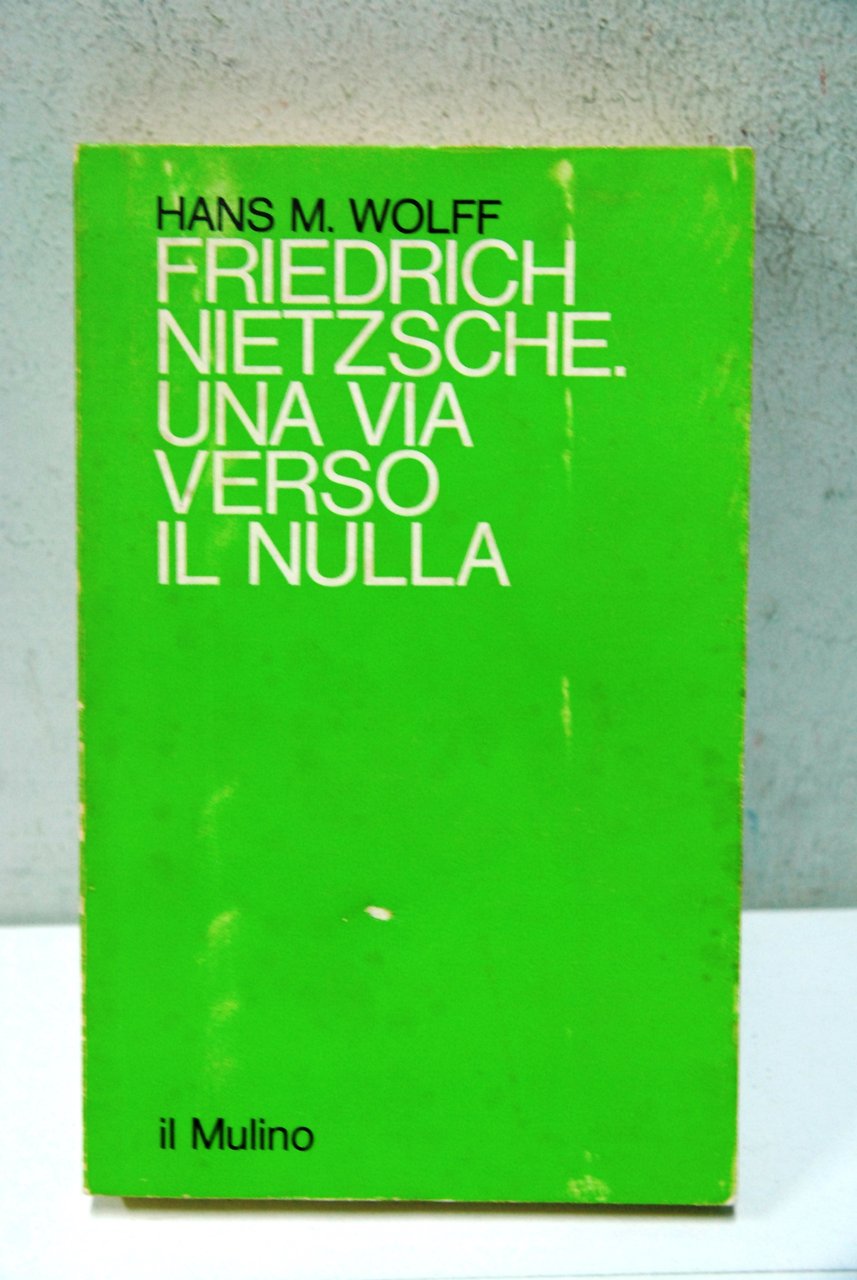 HANS M. WOLFF
FRIEDRICH
NIETZSCHE.
UNA VIA
VERSO
IL NULLA
il Mulino